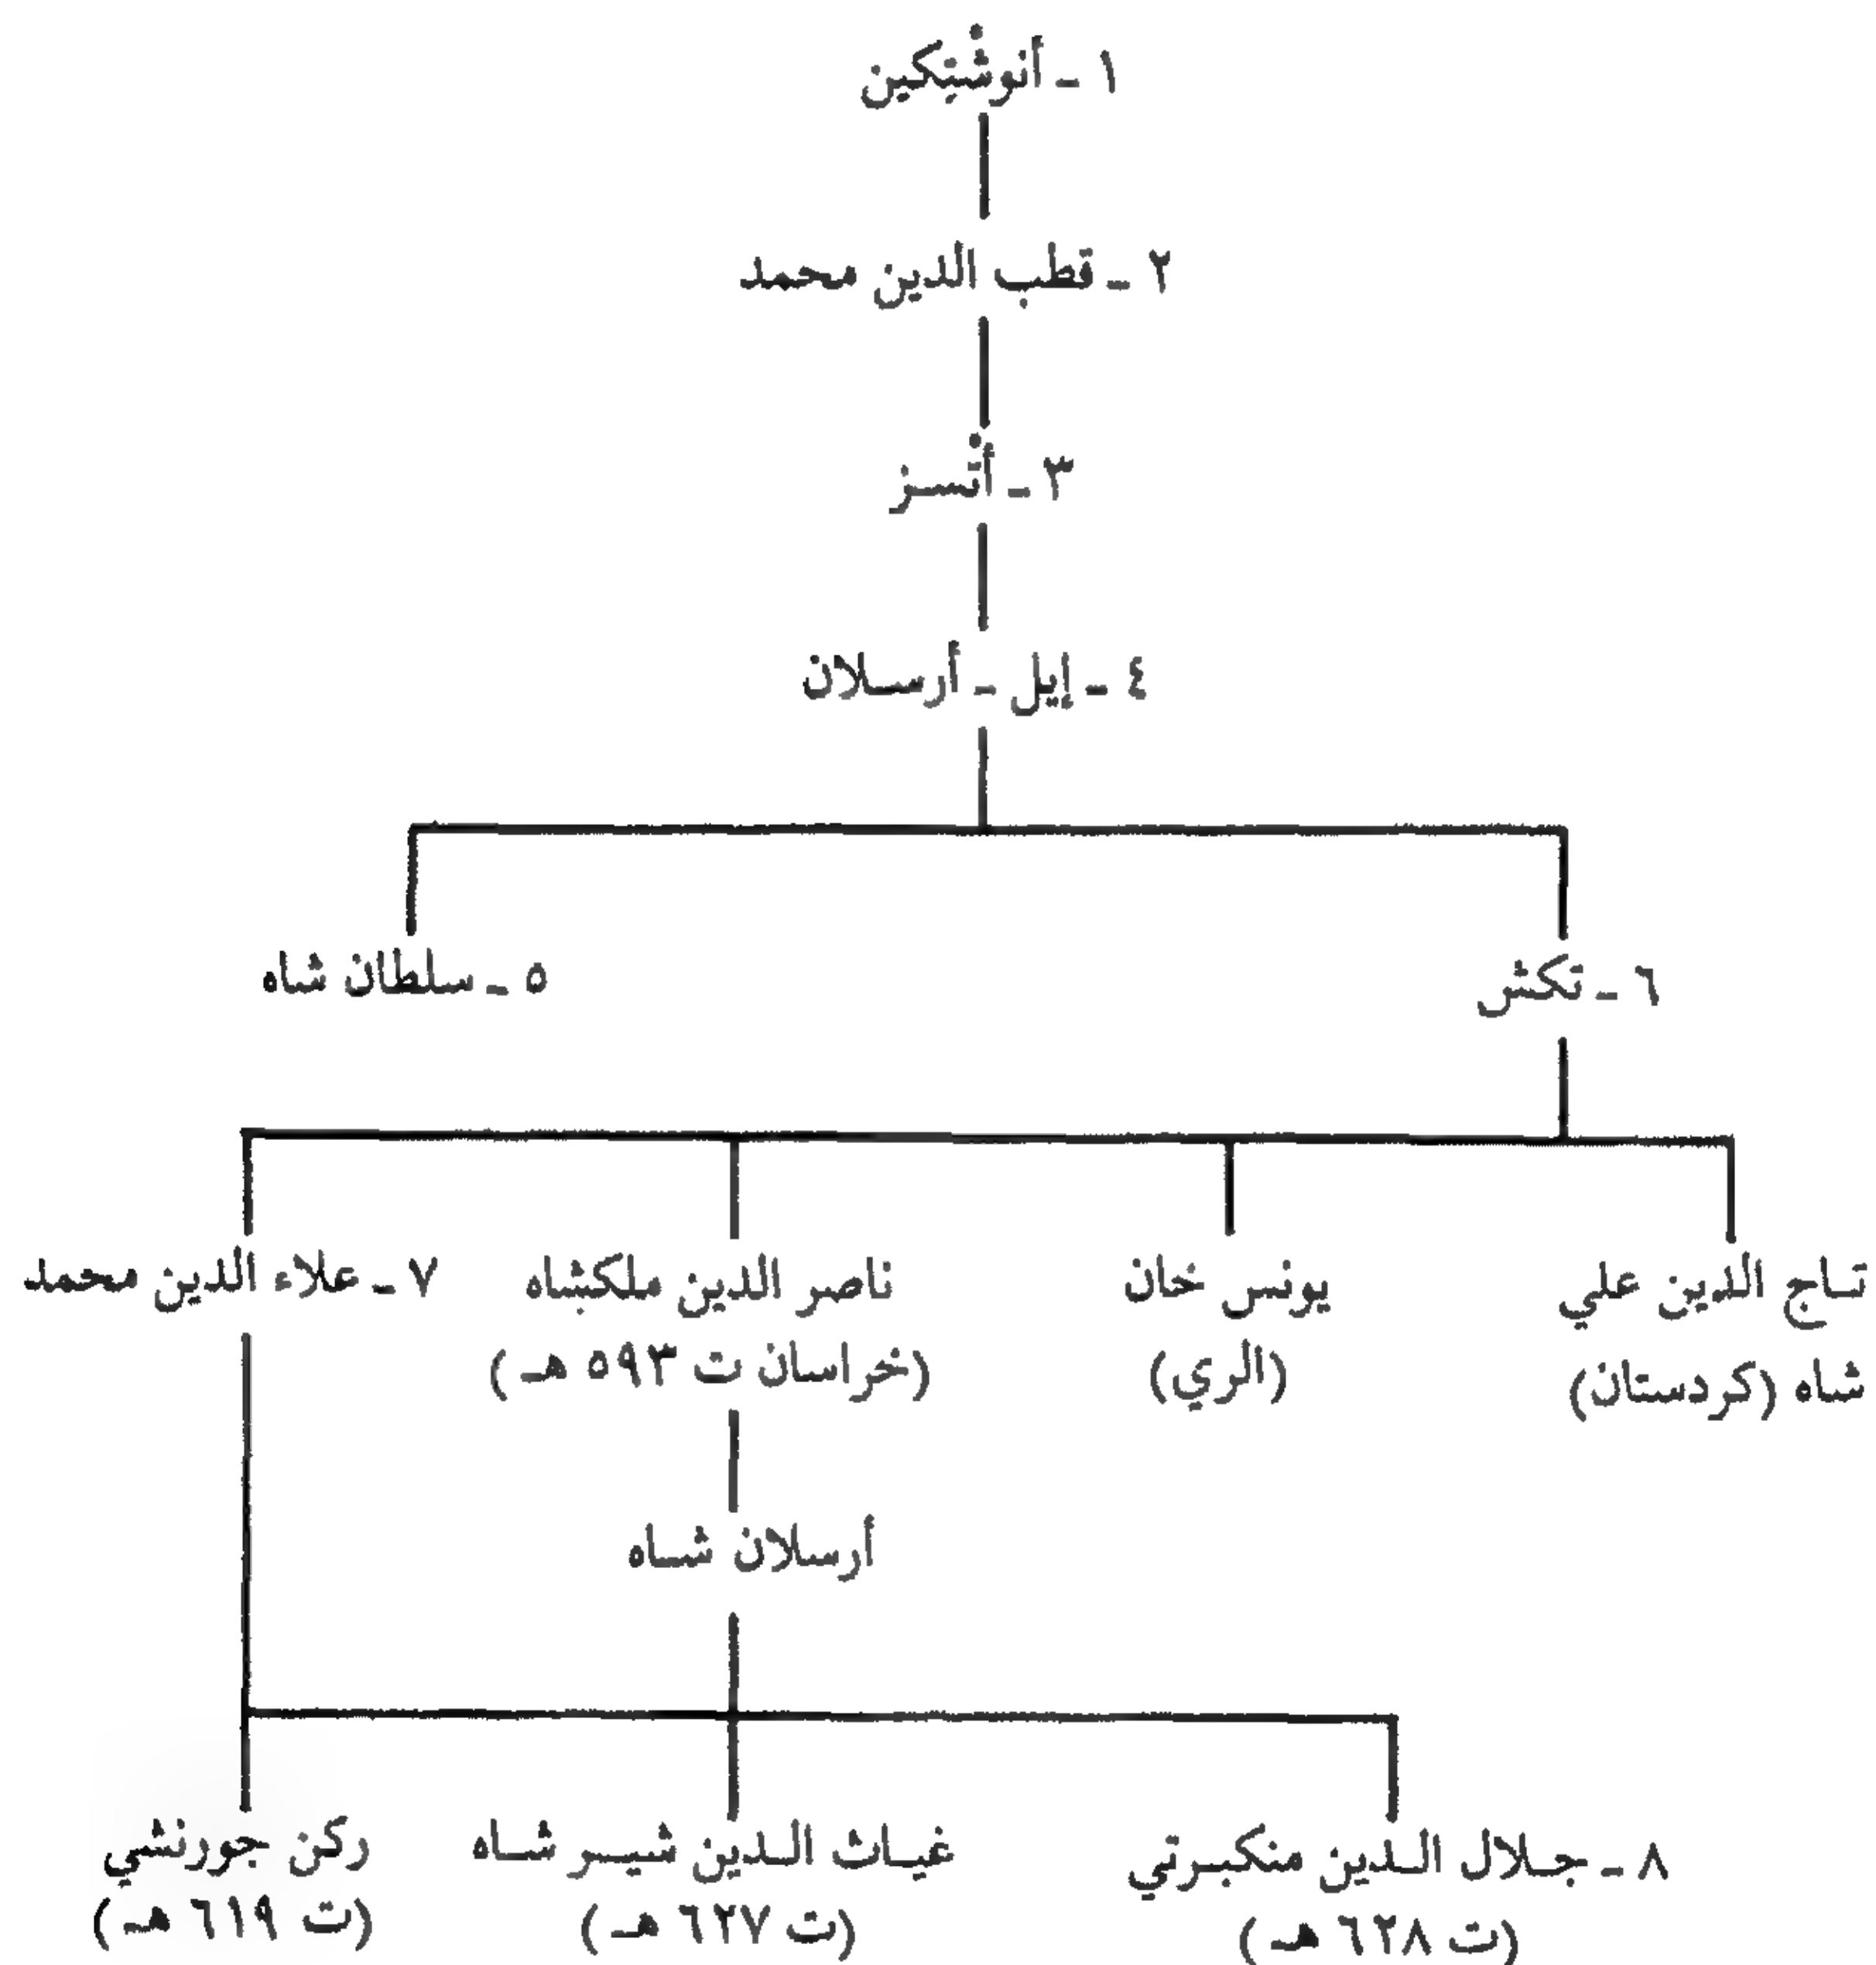 ١ - أنوشتكين
٢ - قطب الدين محمد
٣ - أتسز
٤ - إيل - أرسلان
٦ - تكش
٥ - سلطان شاه
تاج الدين علي
شاه (كردستان)
يونس خان
(الري)
ناصر الدين ملكشاه
(خراسان ت ٥٩٣ هـ)
٧ - علاء الدين محمد
أرسلان شاه
٨ - جلال الدين منكبرتي
(ت ٦٢٨ هـ)
غياث الدين شير شاه
(ت ٦٢٧ هـ)
ركن جورنشي
(ت ٦١٩ هـ)